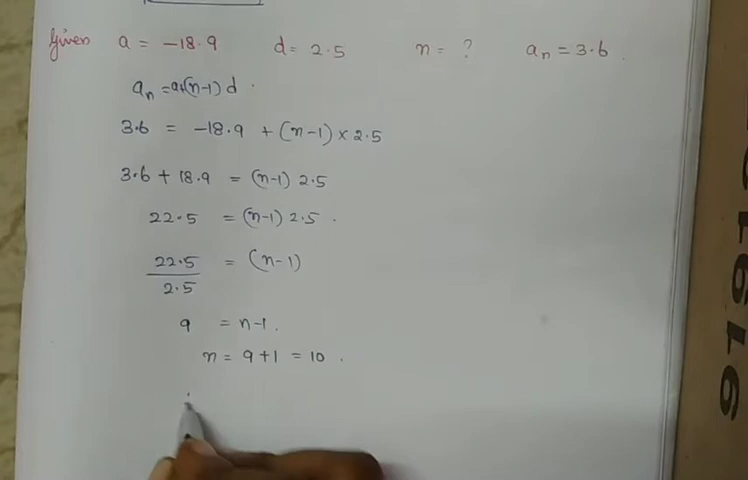 Given a = -18.9 d = 2.5 n = ? an = 3.6.
an = a+(n-1)d.
3.6 = -18.9 + (n-1) × 2.5
3.6 + 18.9 = (n-1) 2.5
22.5 = (n-1) 2.5.
22.5/2.5 = (n-1)
9 = n-1.
n = 9+1 = 10.